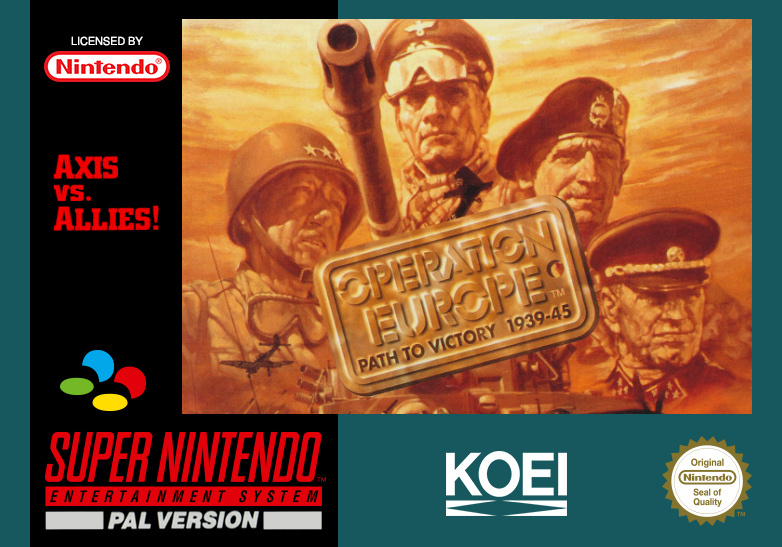 LICENSED BY
Nintendo®
AXIS
VS.
ALLIES!
OPERATION
EUROPE:
TM
PATH TO VICTORY 1939-45
SUPER NINTENDO
TM
ENTERTAINMENT SYSTEM
PAL VERSION
KOEI
Original
Nintendo
Seal of
Quality
TM